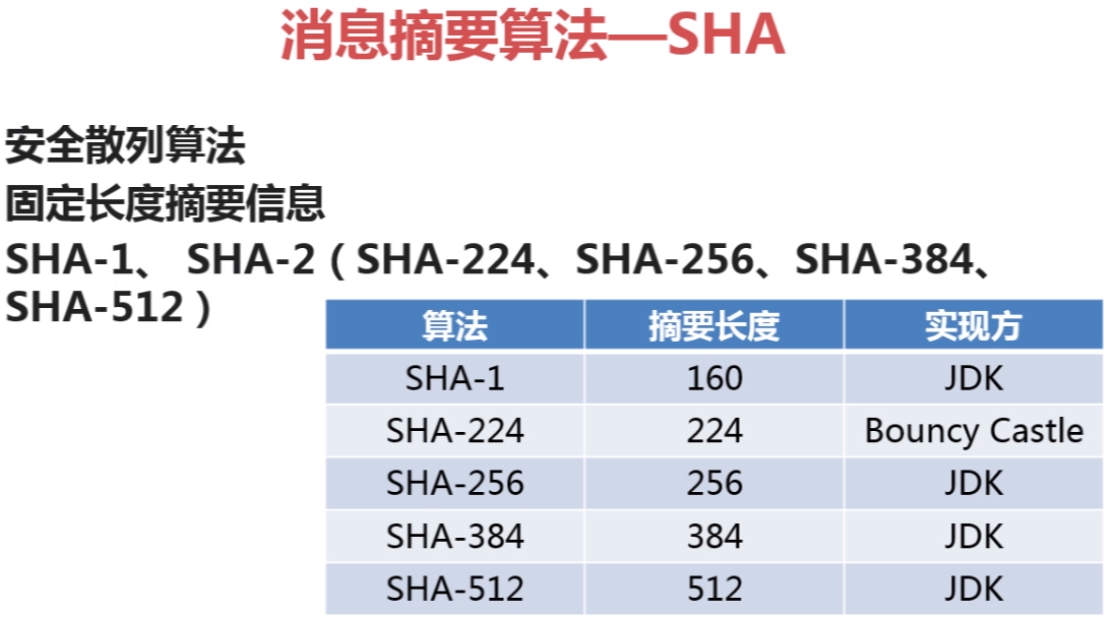 消息摘要算法—SHA
安全散列算法
固定长度摘要信息
SHA-1、 SHA-2（SHA-224、SHA-256、SHA-384、
SHA-512）
算法 摘要长度 实现方
SHA-1 160 JDK
SHA-224 224 Bouncy Castle
SHA-256 256 JDK
SHA-384 384 JDK
SHA-512 512 JDK